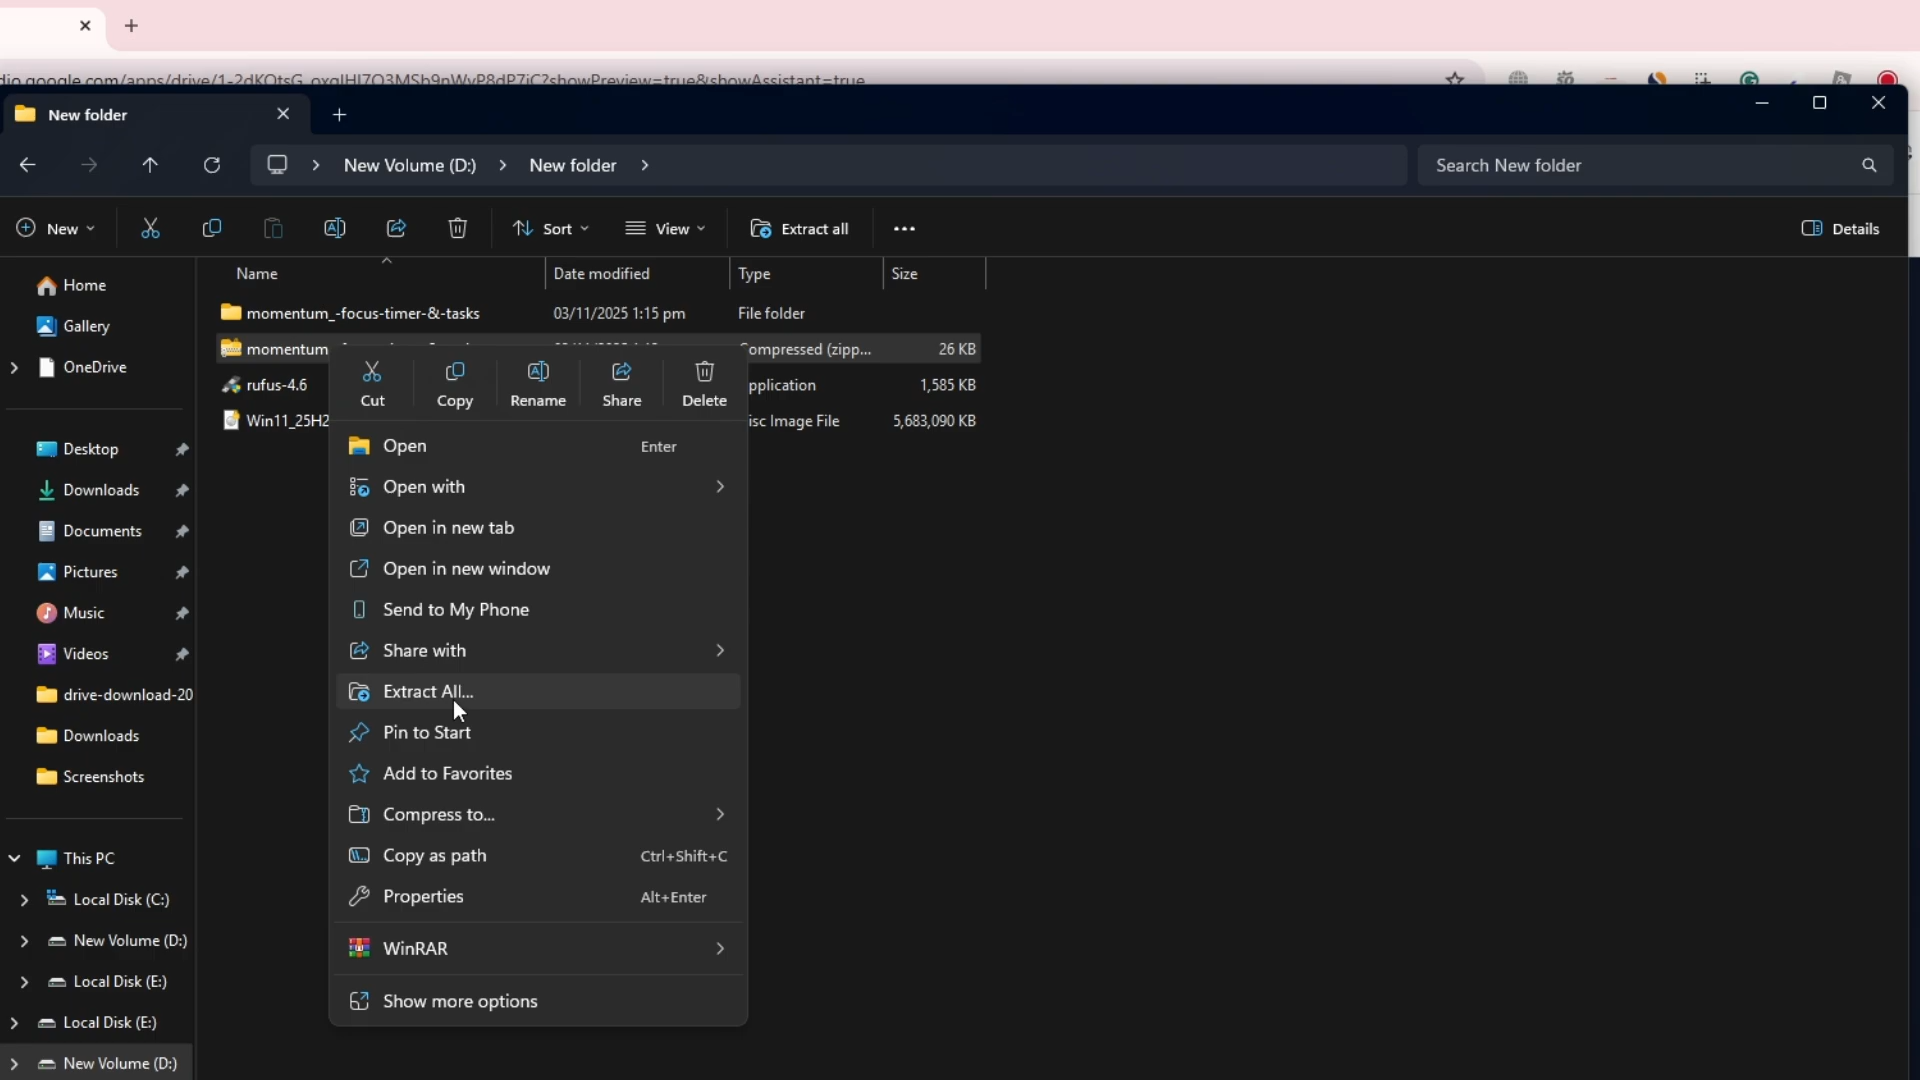 New folder
New Volume (D:) > New folder >
Search New folder
New
Sort
View
Extract all
Details
Name
Date modified
Type
Size
momentum_-focus-timer-&-tasks 03/11/2025 1:15 pm File folder
momentum 26 KB
rufus-4.6 1,585 KB
Win11_25H2 5,683,090 KB
Compressed (zipp...
Home
Gallery
OneDrive
Desktop
Downloads
Documents
Pictures
Music
Videos
drive-download-20
Downloads
Screenshots
This PC
Local Disk (C:)
New Volume (D:)
Local Disk (E:)
Local Disk (E:)
New Volume (D:)
Cut
Copy
Rename
Share
Delete
Open Enter
Open with
Open in new tab
Open in new window
Send to My Phone
Share with
Extract All...
Pin to Start
Add to Favorites
Compress to...
Copy as path Ctrl+Shift+C
Properties Alt+Enter
WinRAR
Show more options